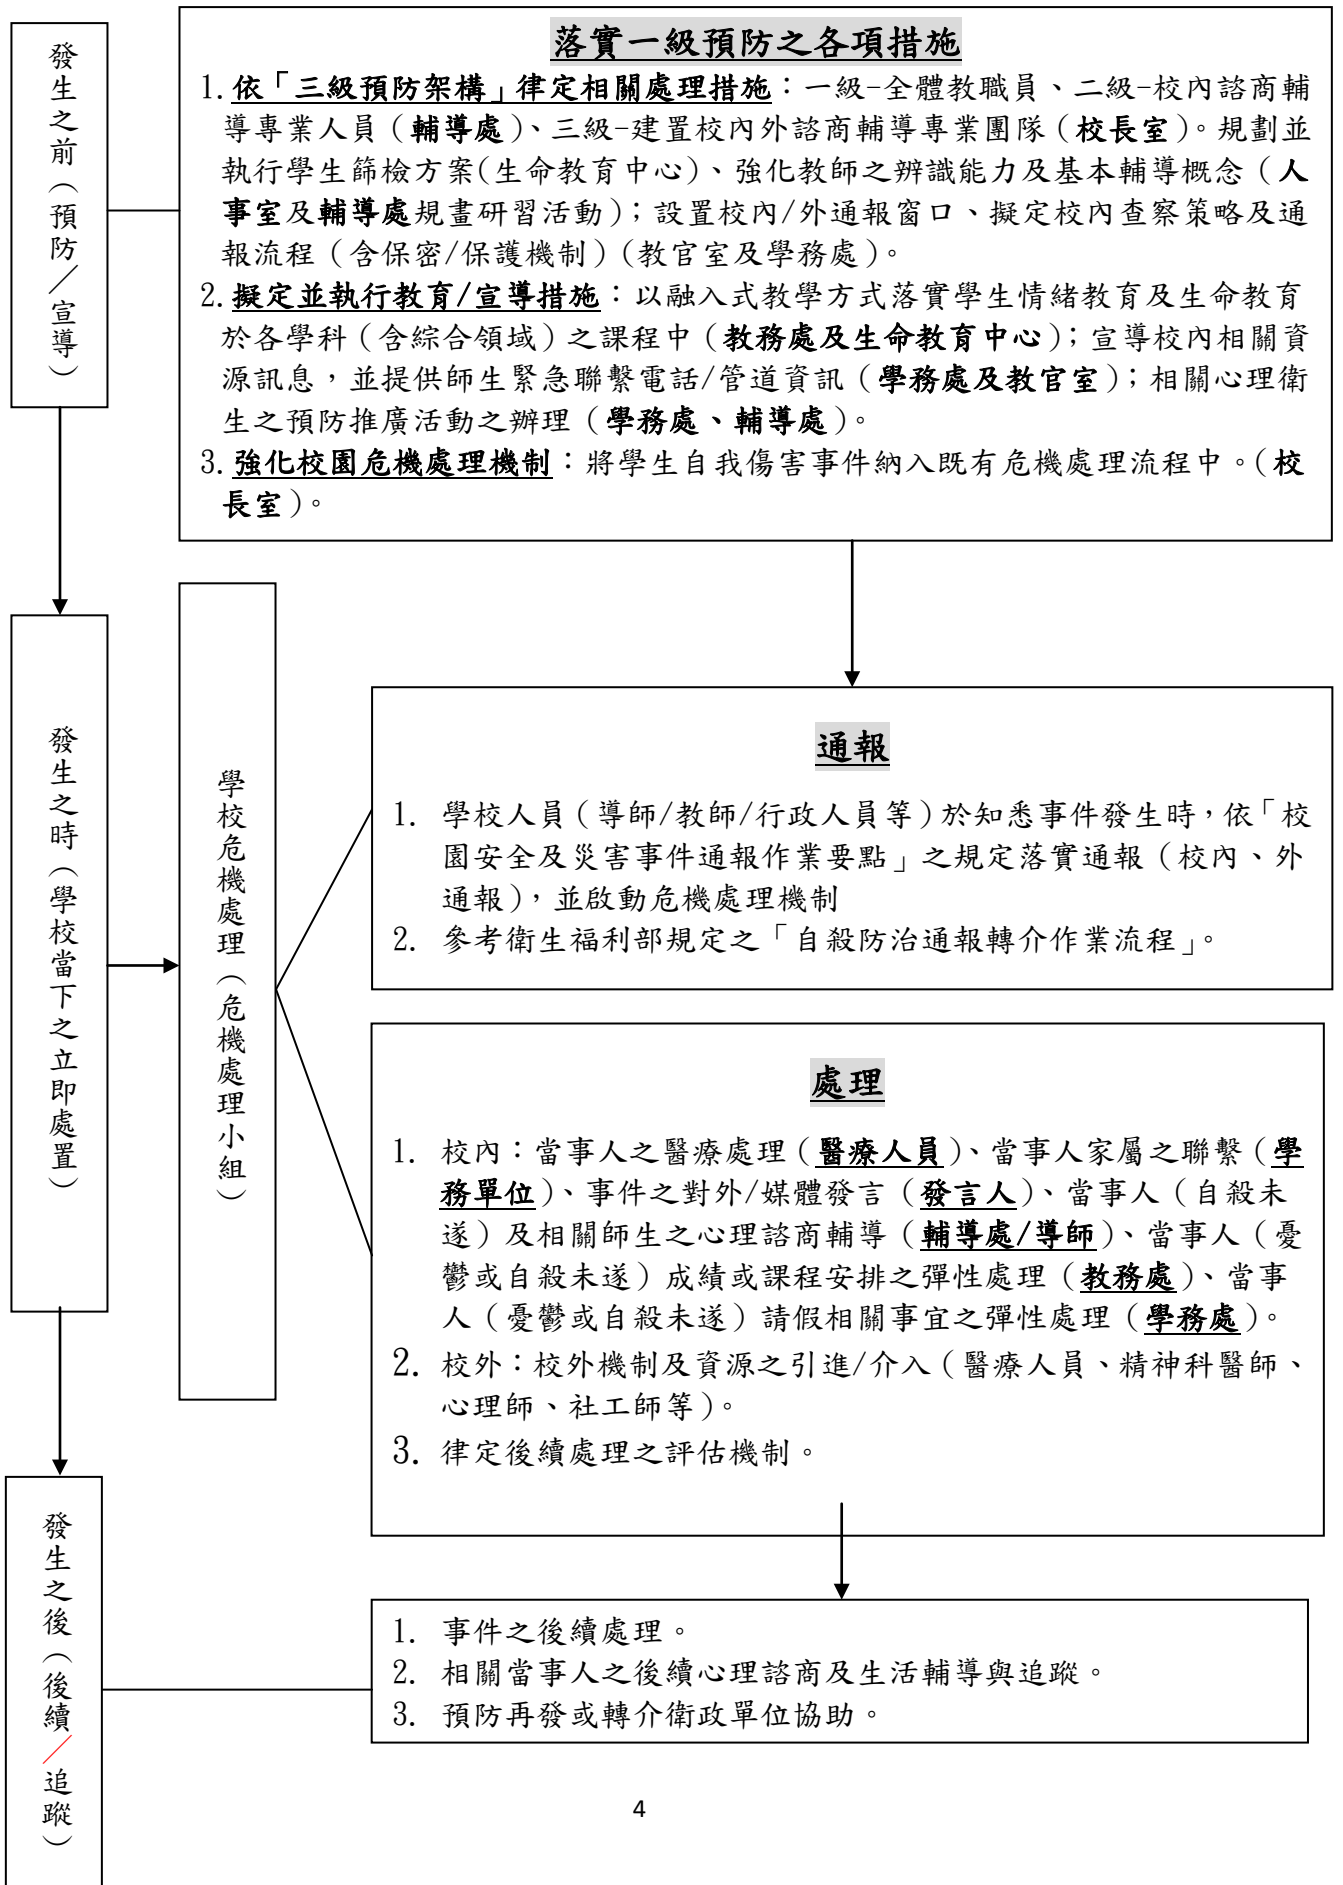 發生之前（預防／宣導）
落實一級預防之各項措施
1.依「三級預防架構」律定相關處理措施：一級-全體教職員、二級-校內諮商輔
導專業人員（輔導處）、三級-建置校內外諮商輔導專業團隊（校長室）。規劃並
執行學生篩檢方案(生命教育中心)、強化教師之辨識能力及基本輔導概念（人
事室及輔導處規畫研習活動）；設置校內/外通報窗口、擬定校內查察策略及通
報流程（含保密/保護機制）(教官室及學務處)。
2.擬定並執行教育/宣導措施：以融入式教學方式落實學生情緒教育及生命教育
於各學科（含綜合領域）之課程中（教務處及生命教育中心）；宣導校內相關資
源訊息，並提供師生緊急聯繫電話/管道資訊（學務處及教官室）；相關心理衛
生之預防推廣活動之辦理（學務處、輔導處）。
3.強化校園危機處理機制：將學生自我傷害事件納入既有危機處理流程中。（校
長室）。
發生之時（學校當下之立即處置）
學校危機處理（危機處理小組）
通報
1. 學校人員（導師/教師/行政人員等）於知悉事件發生時，依「校
園安全及災害事件通報作業要點」之規定落實通報（校內、外
通報），並啟動危機處理機制
2. 參考衛生福利部規定之「自殺防治通報轉介作業流程」。
處理
1. 校內：當事人之醫療處理（醫療人員）、當事人家屬之聯繫（學
務單位）、事件之對外/媒體發言（發言人）、當事人（自殺未
遂）及相關師生之心理諮商輔導（輔導處/導師）、當事人（憂
鬱或自殺未遂）成績或課程安排之彈性處理（教務處）、當事
人（憂鬱或自殺未遂）請假相關事宜之彈性處理（學務處）。
2. 校外：校外機制及資源之引進/介入（醫療人員、精神科醫師、
心理師、社工師等）。
3. 律定後續處理之評估機制。
發生之後（後續／追蹤）
1. 事件之後續處理。
2. 相關當事人之後續心理諮商及生活輔導與追蹤。
3. 預防再發或轉介衛政單位協助。
4